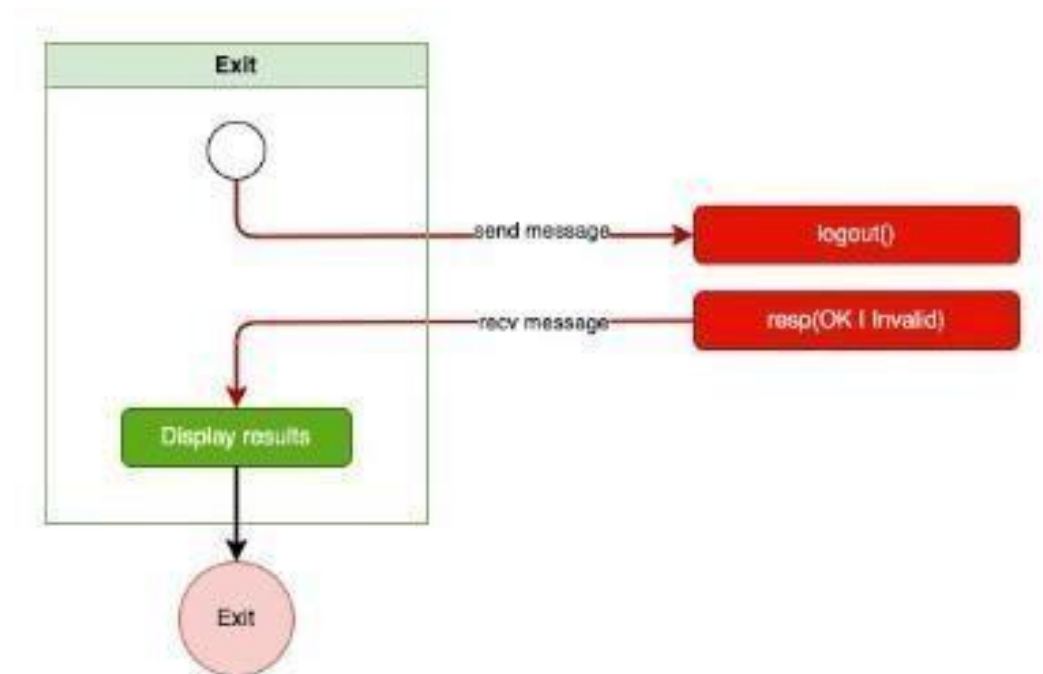 Exit
send message
logout()
recv message
resp(OK | Invalid)
Display results
Exit